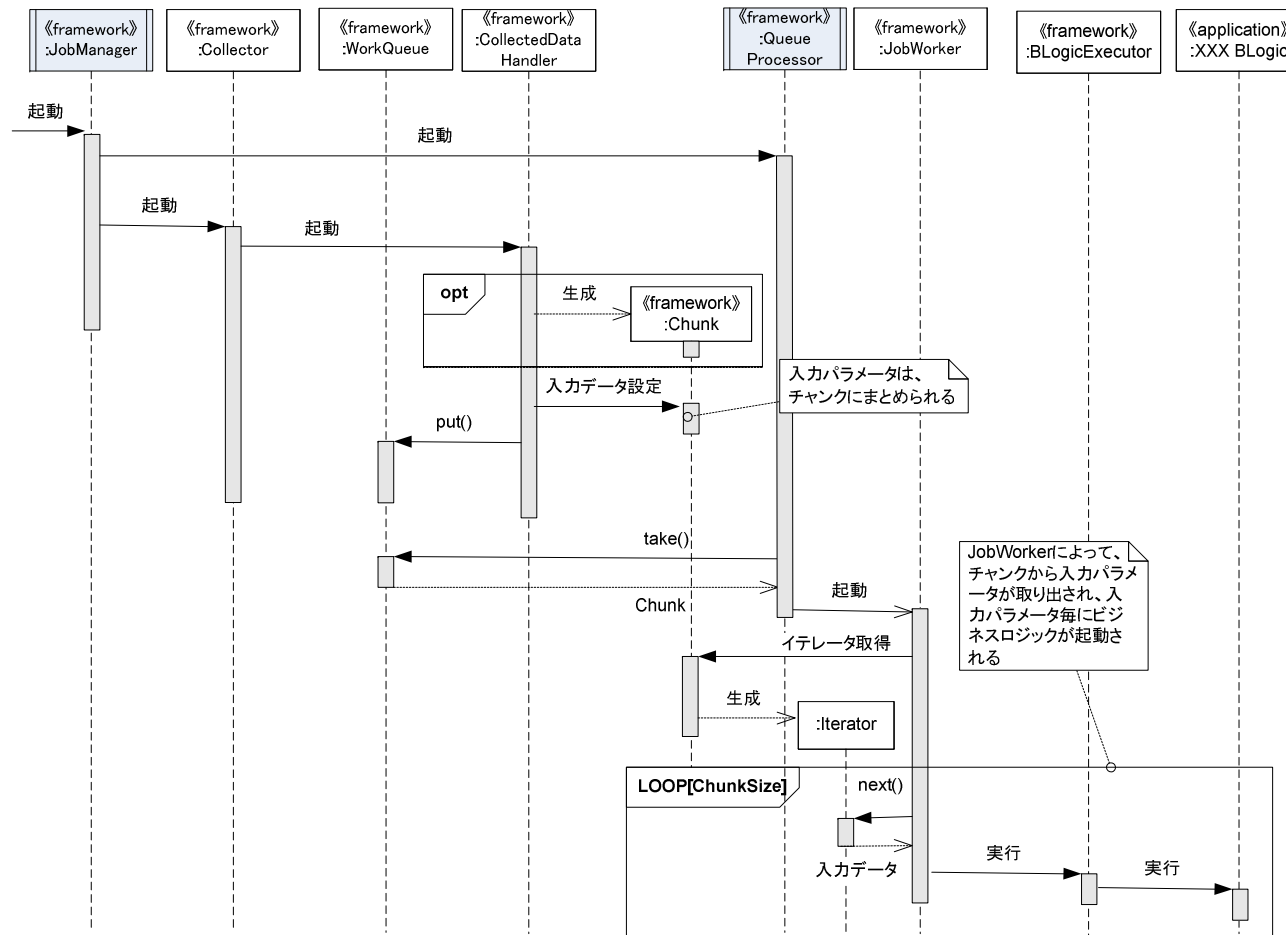 《framework》
:JobManager
《framework》
:Collector
《framework》
:WorkQueue
《framework》
:CollectedData
Handler
《framework》
:Queue
Processor
《framework》
:JobWorker
《framework》
:BLogicExecutor
《application》
:XXX BLogic
起動
起動
起動
起動
opt
生成
《framework》
:Chunk
入力パラメータは、
チャンクにまとめられる
入力データ設定
put()
take()
Chunk
起動
JobWorkerによって、
チャンクから入力パラメ
ータが取り出され、入
力パラメータ毎にビジ
ネスロジックが起動さ
れる
イテレータ取得
生成
:Iterator
LOOP[ChunkSize]
next()
入力データ
実行
実行